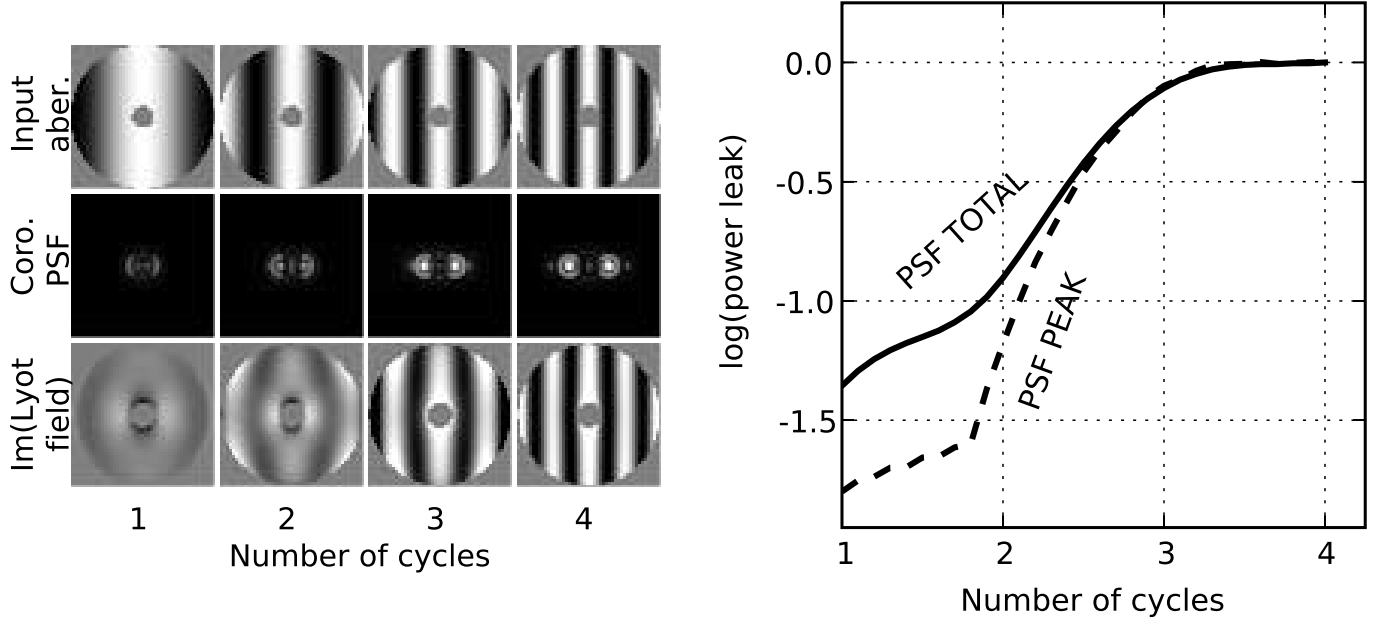 Input
aber.
Coro.
PSF
Im(Lyot
field)
1 2 3 4
Number of cycles
log(power leak)
0.0
-0.5
-1.0
-1.5
PSF TOTAL
PSF PEAK
1 2 3 4
Number of cycles